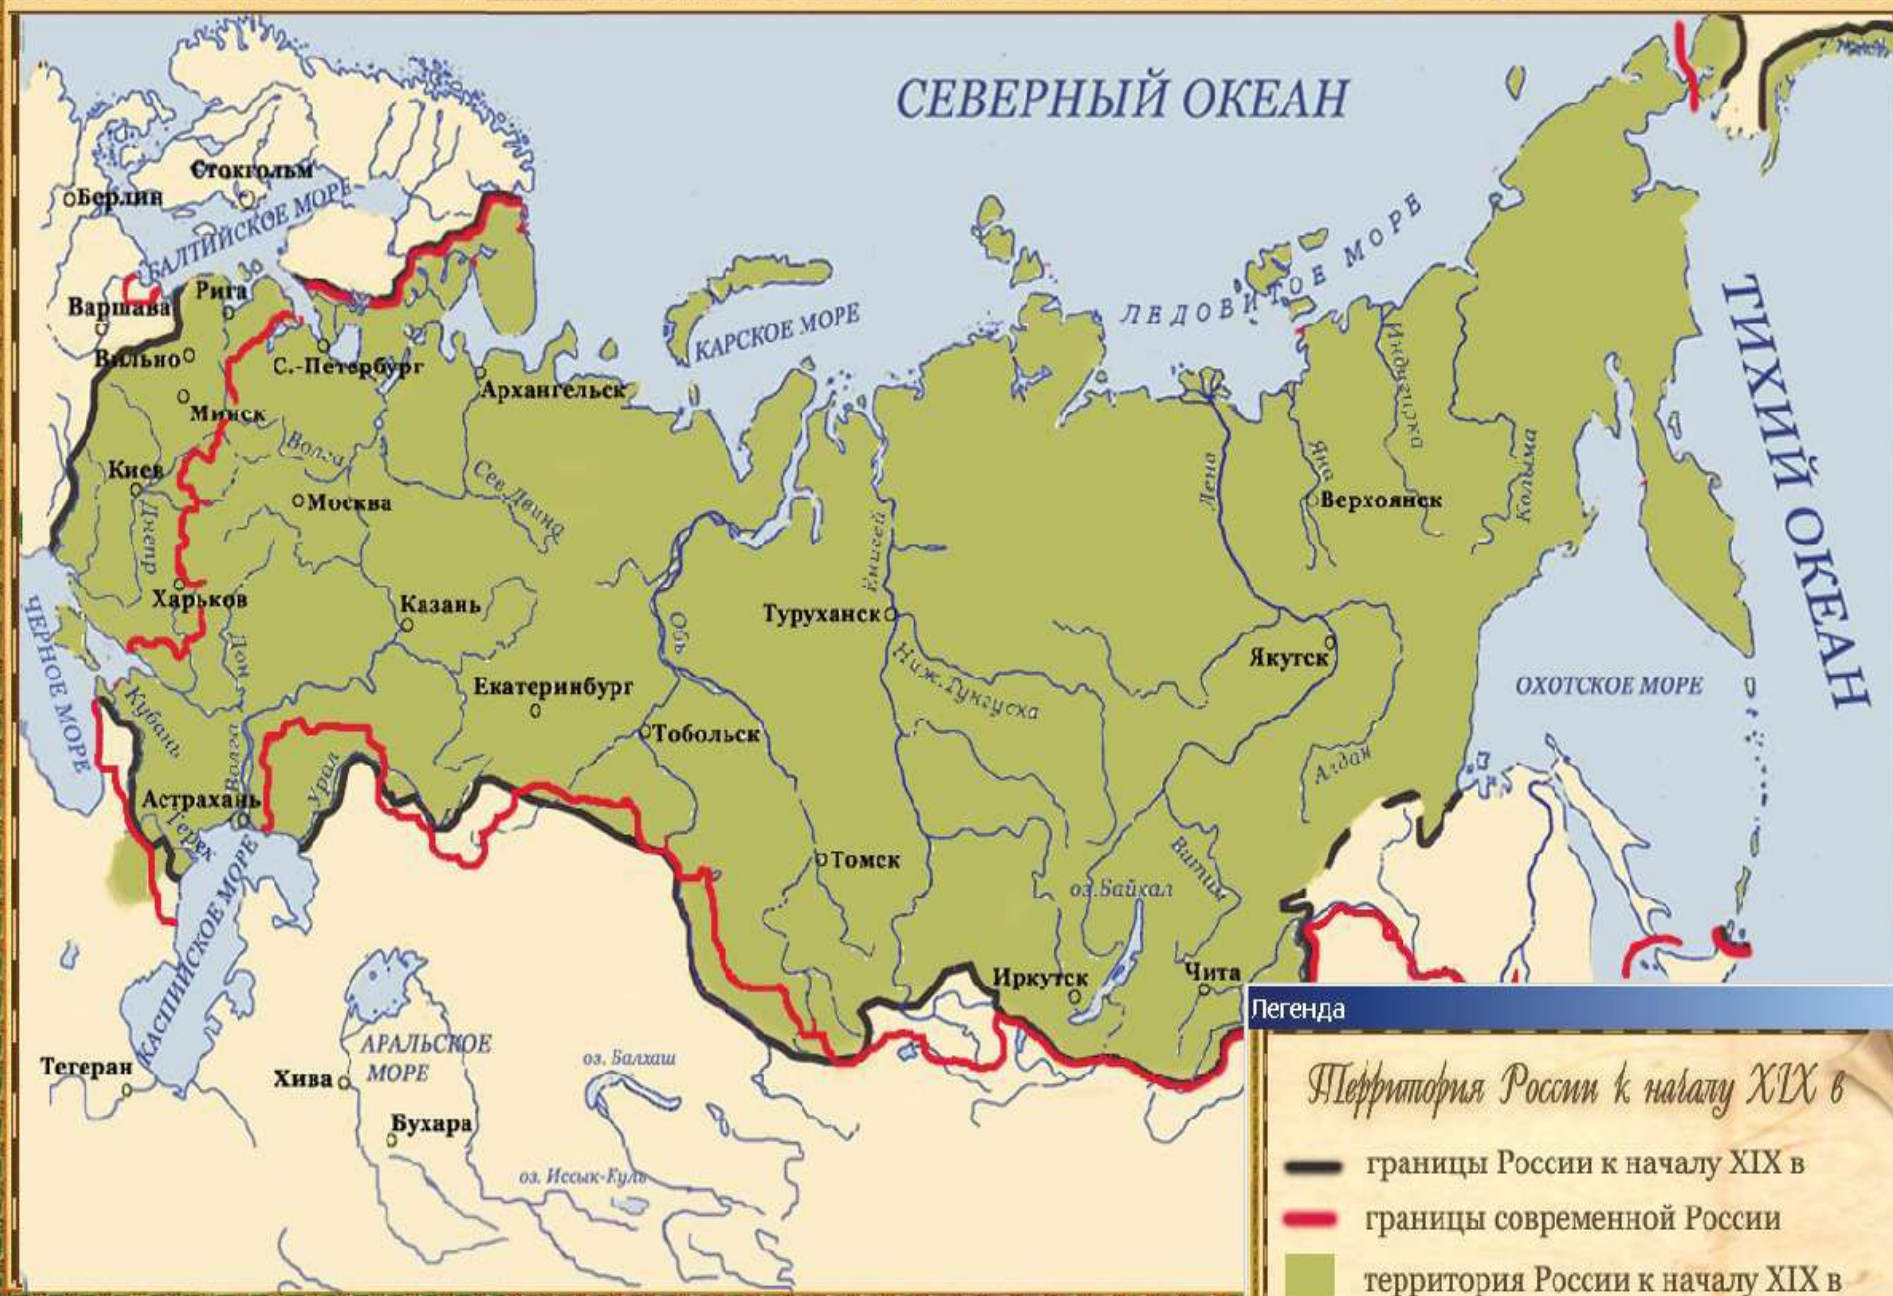 СЕВЕРНЫЙ ОКЕАН
Стокгольм
Берлин
БАЛТИЙСКОЕ МОРЕ
ЛЕДОВИТОЕ МОРЕ
Варшава
Рига
КАРСКОЕ МОРЕ
ТИХИЙ ОКЕАН
Вильно
С.-Петербург
Архангельск
Индигирка
Минск
Волга
Киев
Сев.Двина
Лена
Яна
Колыма
Москва
Верхоянск
Днепр
Енисей
Харьков
Казань
Обь
Туруханск
ЧЕРНОЕ МОРЕ
Дон
Якутск
Ниж.Тунгуска
Екатеринбург
ОХОТСКОЕ МОРЕ
Кубань
Тобольск
Волга
Урал
Алдан
Астрахань
Терек
Томск
Витим
оз.Байкал
КАСПИЙСКОЕ МОРЕ
Иркутск
Чита
АРАЛЬСКОЕ
МОРЕ
оз. Балхаш
Тегеран
Хива
Бухара
оз. Иссык-Куль
Легенда
Территория России к началу XIX в
границы России к началу XIX в
границы современной России
территория России к началу XIX в